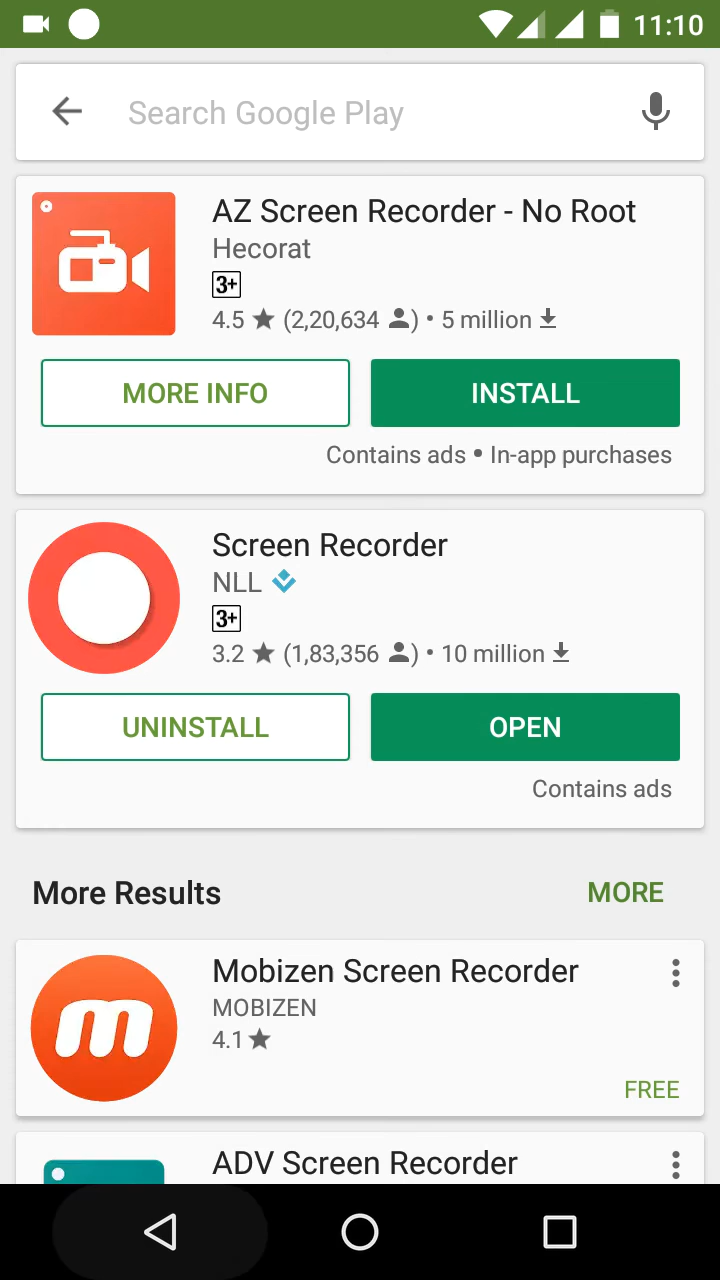 11:10
Search Google Play
AZ Screen Recorder - No Root
Hecorat
3+
4.5 ★ (2,20,634 ) • 5 million
MORE INFO
INSTALL
Contains ads • In-app purchases
Screen Recorder
NLL
3+
3.2 ★ (1,83,356 ) • 10 million
UNINSTALL
OPEN
Contains ads
More Results
MORE
m
Mobizen Screen Recorder
MOBIZEN
4.1 ★
FREE
ADV Screen Recorder